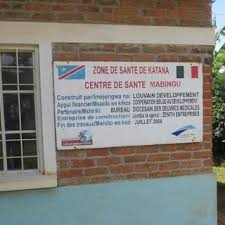 ZONE DE SANTE DE KATANA
CENTRE DE SANTE MABINGU
Construit par/Imejengwa na: LOUVAIN DEVELOPPEMENT
Appui financier/Msaada wa kifeza COOPERATION BELGE AU DEVELOPPEMENT
Partenaire/Mshiriki: BUREAU DIOCESAIN DES OEUVRES MEDICALES
Entreprise de construction/ ZENITH ENTREPRISES
Fin des travaux/Mwisho wa kazi JUILLET 2008